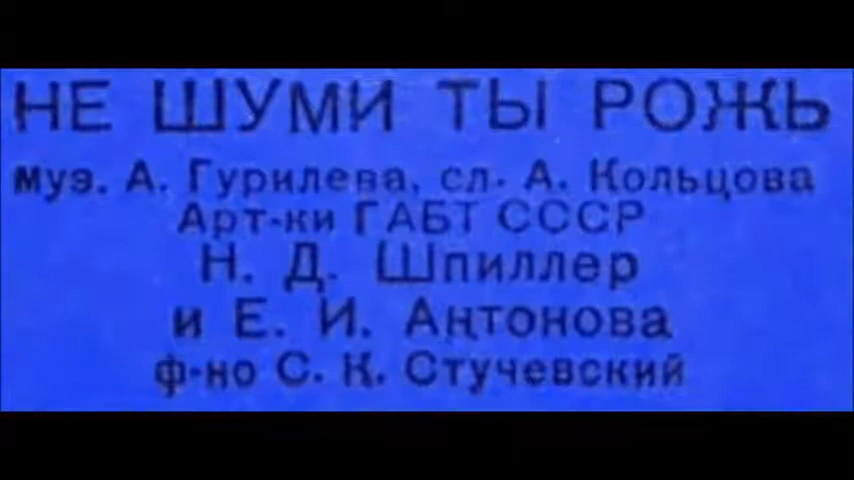 НЕ ШУМИ ТЫ РОЖЬ
муз. А. Гурилева, сл. А. Кольцова
Арт-ки ГАБТ СССР
Н. Д. Шпиллер
и Е. И. Антонова
ф-но С. К. Стучевский